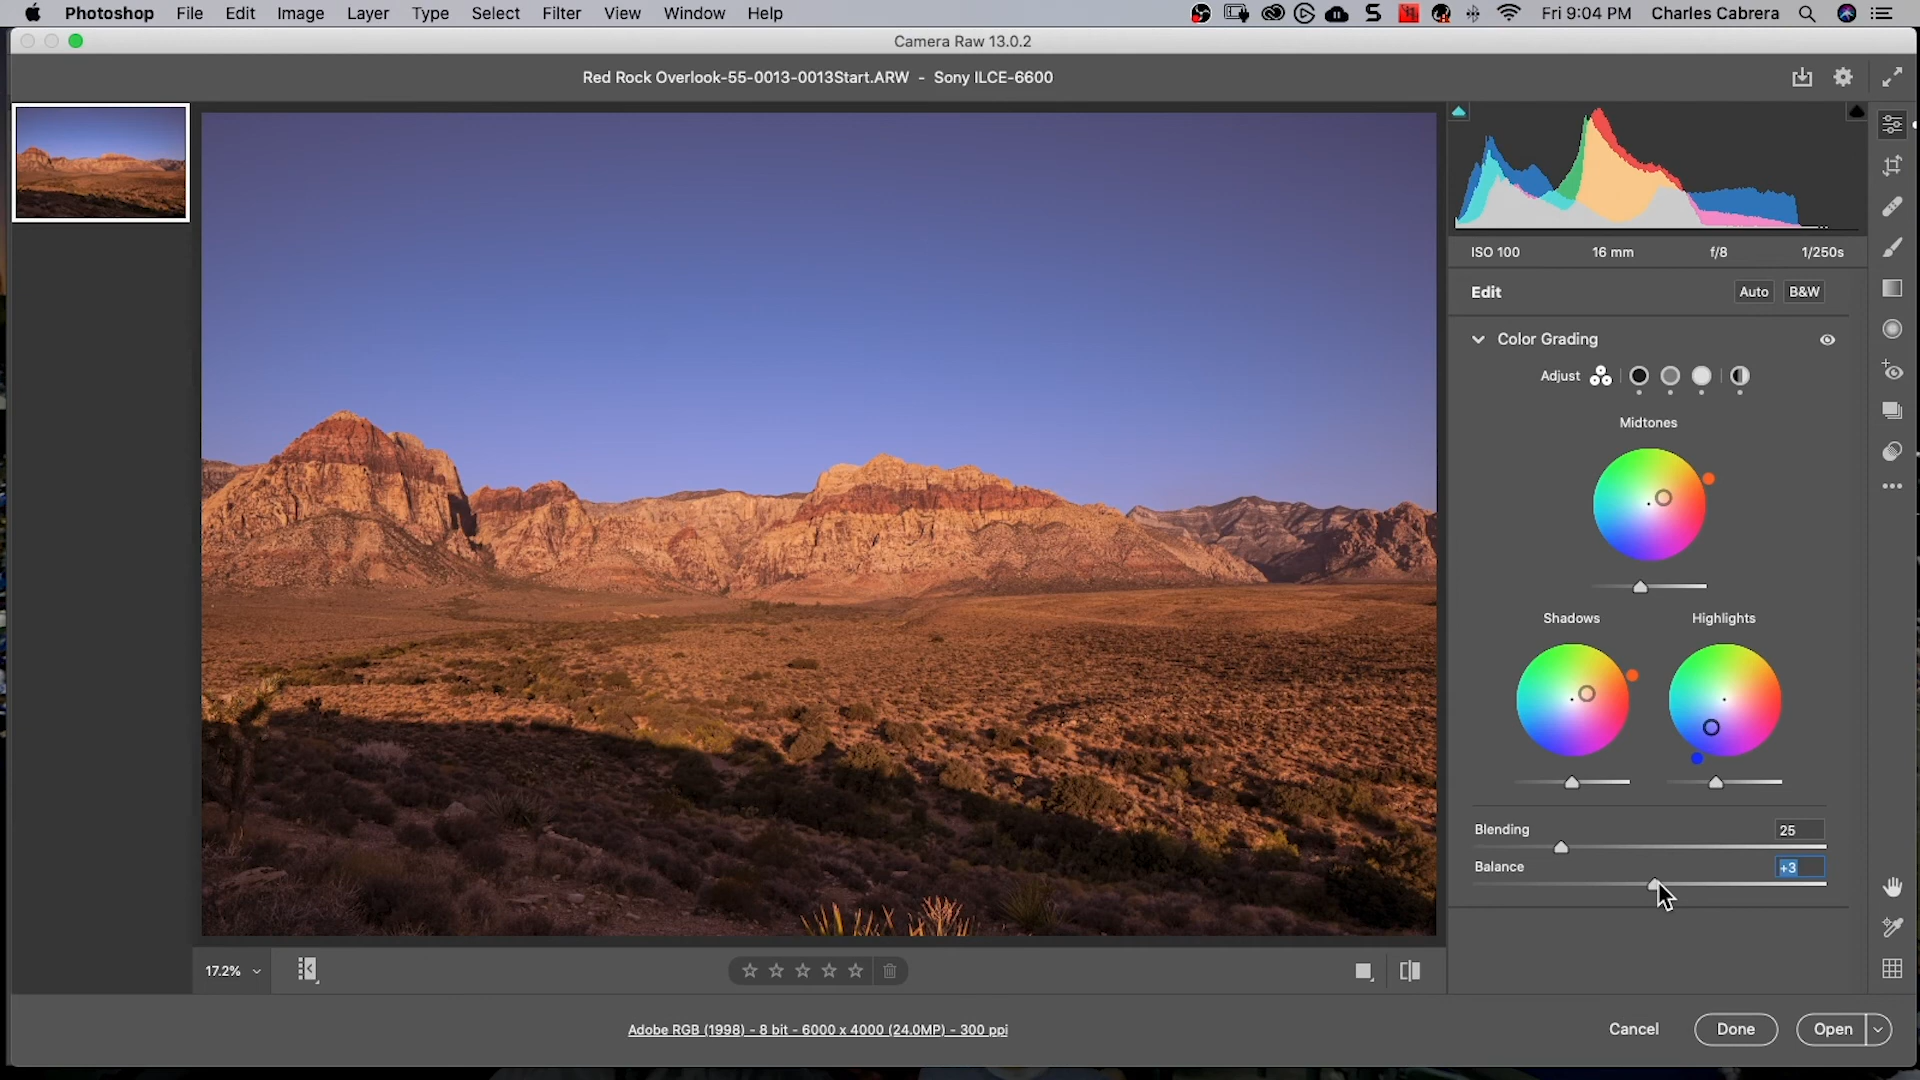 Photoshop File Edit Image Layer Type Select Filter View Window Help Fri 9:04 PM Charles Cabrera
Camera Raw 13.0.2
Red Rock Overlook-55-0013-0013Start.ARW - Sony ILCE-6600
ISO 100 16 mm f/8 1/250s
Edit Auto B&W
Color Grading
Adjust
Midtones
Shadows Highlights
Blending 25
Balance +3
17.2%
Adobe RGB (1998) - 8 bit - 6000 x 4000 (24.0MP) - 300 ppi
Cancel Done Open